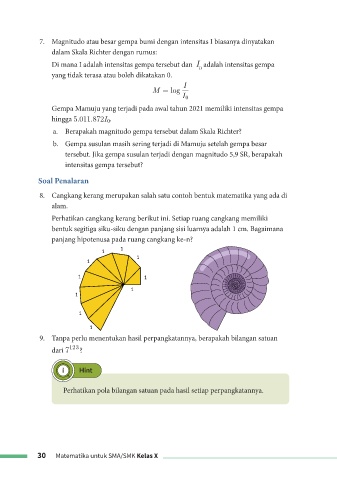 7. Magnitudo atau besar gempa bumi dengan intensitas I biasanya dinyatakan
dalam Skala Richter dengan rumus:
Di mana I adalah intensitas gempa tersebut dan I₀ adalah intensitas gempa
yang tidak terasa atau boleh dikatakan 0.
M = log I/I₀
Gempa Mamuju yang terjadi pada awal tahun 2021 memiliki intensitas gempa
hingga 5.011.872I₀.
a. Berapakah magnitudo gempa tersebut dalam Skala Richter?
b. Gempa susulan masih sering terjadi di Mamuju setelah gempa besar
tersebut. Jika gempa susulan terjadi dengan magnitudo 5,9 SR, berapakah
intensitas gempa tersebut?
Soal Penalaran
8. Cangkang kerang merupakan salah satu contoh bentuk matematika yang ada di
alam.
Perhatikan cangkang kerang berikut ini. Setiap ruang cangkang memiliki
bentuk segitiga siku-siku dengan panjang sisi luarnya adalah 1 cm. Bagaimana
panjang hipotenusa pada ruang cangkang ke-n?
1
1
1
1
1
1
1
1
1
1
9. Tanpa perlu menentukan hasil perpangkatannya, berapakah bilangan satuan
dari 7¹²³?
i Hint
Perhatikan pola bilangan satuan pada hasil setiap perpangkatannya.
30 Matematika untuk SMA/SMK Kelas X